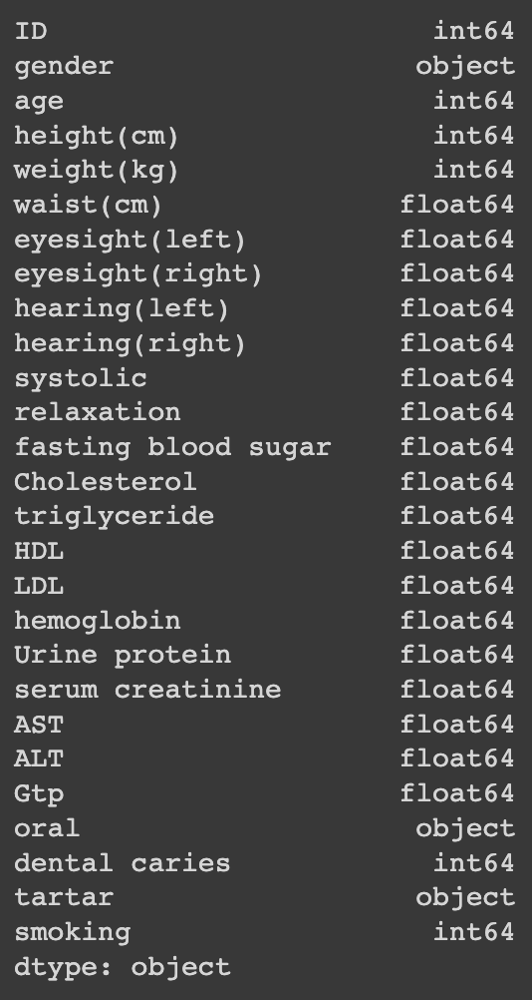 ID int64
gender object
age int64
height(cm) int64
weight(kg) int64
waist(cm) float64
eyesight(left) float64
eyesight(right) float64
hearing(left) float64
hearing(right) float64
systolic float64
relaxation float64
fasting blood sugar float64
Cholesterol float64
triglyceride float64
HDL float64
LDL float64
hemoglobin float64
Urine protein float64
serum creatinine float64
AST float64
ALT float64
Gtp float64
oral object
dental caries int64
tartar object
smoking int64
dtype: object